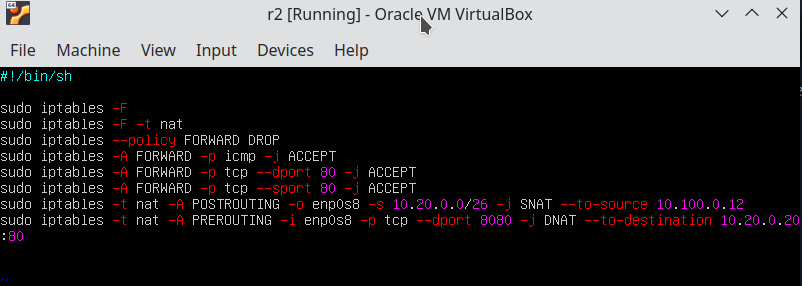 r2 [Running] - Oracle VM VirtualBox
File Machine View Input Devices Help
#!/bin/sh
sudo iptables -F
sudo iptables -F -t nat
sudo iptables --policy FORWARD DROP
sudo iptables -A FORWARD -p icmp -j ACCEPT
sudo iptables -A FORWARD -p tcp --dport 80 -j ACCEPT
sudo iptables -A FORWARD -p tcp --sport 80 -j ACCEPT
sudo iptables -t nat -A POSTROUTING -o enp0s8 -s 10.20.0.0/26 -j SNAT --to-source 10.100.0.12
sudo iptables -t nat -A PREROUTING -i enp0s8 -p tcp --dport 8080 -j DNAT --to-destination 10.20.0.20
:80
~